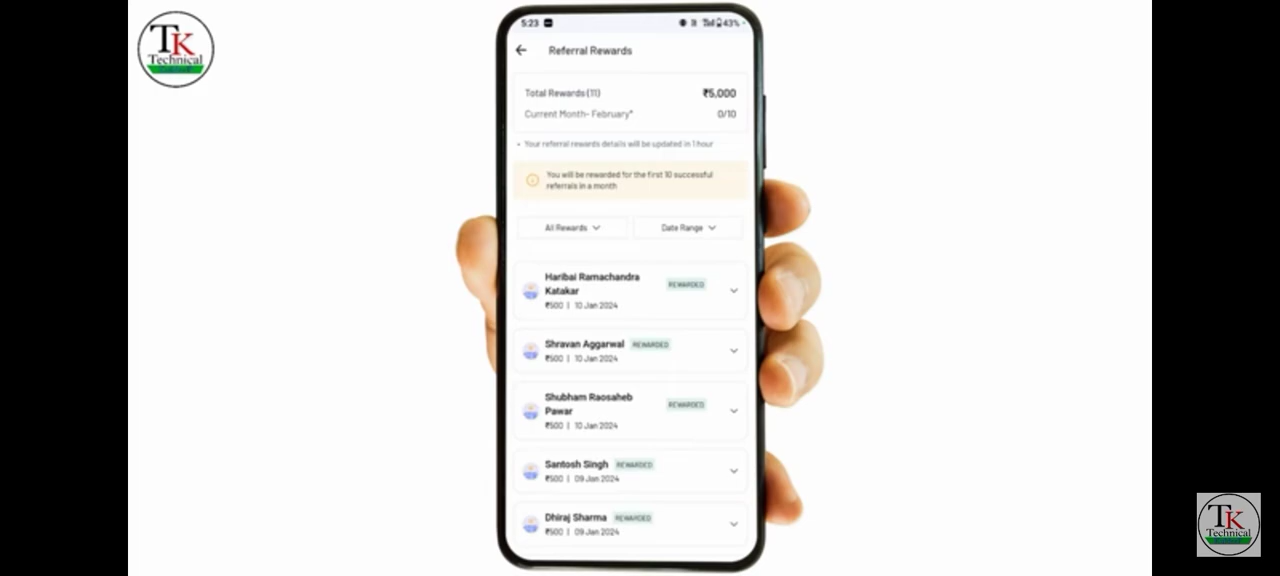 TK
Technical
5:23
43%
Referral Rewards
Total Rewards (11) ₹5,000
Current Month- February* 0/10
• Your referral rewards details will be updated in 1 hour
You will be rewarded for the first 10 successful
referrals in a month
All Rewards Date Range
Haribai Ramachandra
Katakar
REWARDED
₹500 | 10 Jan 2024
Shravan Aggarwal REWARDED
₹500 | 10 Jan 2024
Shubham Raosaheb
Pawar
REWARDED
₹500 | 10 Jan 2024
Santosh Singh REWARDED
₹500 | 09 Jan 2024
Dhiraj Sharma REWARDED
₹500 | 09 Jan 2024
TK
Technical